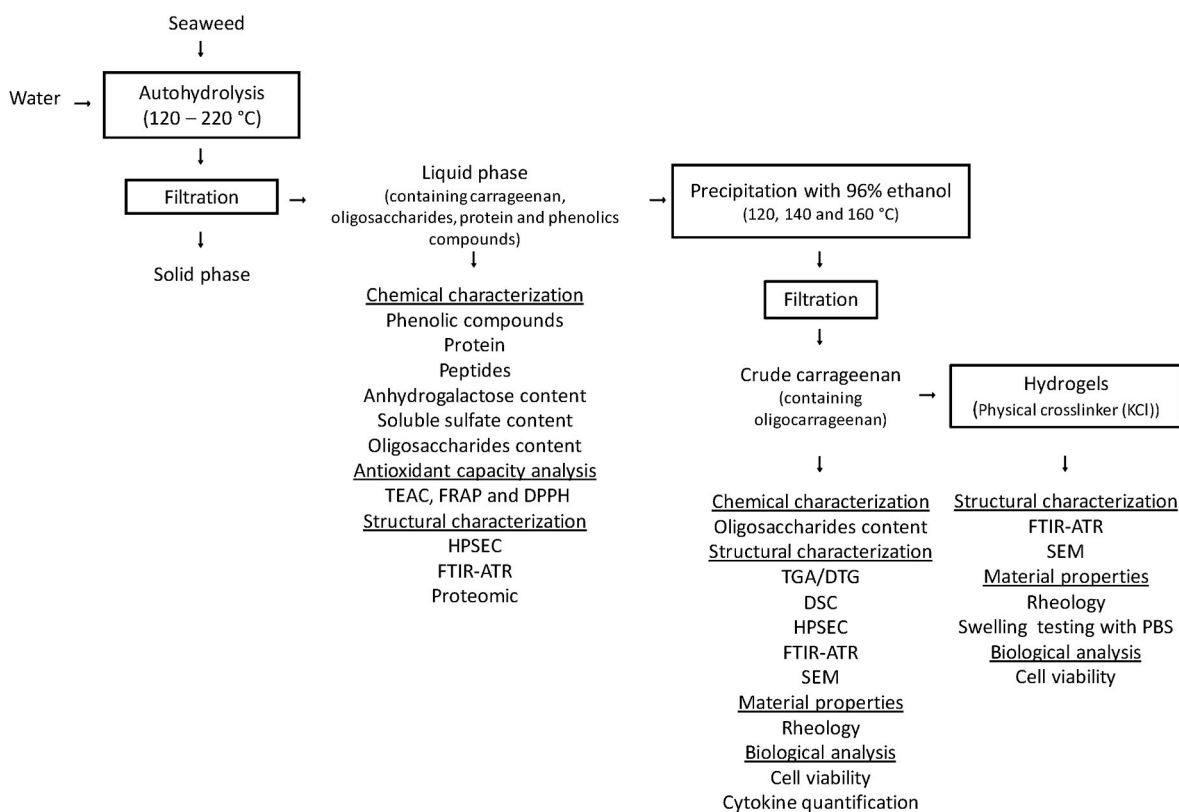 Seaweed
Water
Autohydrolysis
(120 – 220 °C)
Filtration
Solid phase
Liquid phase
(containing carrageenan,
oligosaccharides, protein and phenolics
compounds)
Chemical characterization
Phenolic compounds
Protein
Peptides
Anhydrogalactose content
Soluble sulfate content
Oligosaccharides content
Antioxidant capacity analysis
TEAC, FRAP and DPPH
Structural characterization
HPSEC
FTIR-ATR
Proteomic
Precipitation with 96% ethanol
(120, 140 and 160 °C)
Filtration
Crude carrageenan
(containing
oligocarrageenan)
Chemical characterization
Oligosaccharides content
Structural characterization
TGA/DTG
DSC
HPSEC
FTIR-ATR
SEM
Material properties
Rheology
Biological analysis
Cell viability
Cytokine quantification
Hydrogels
(Physical crosslinker (KCl))
Structural characterization
FTIR-ATR
SEM
Material properties
Rheology
Swelling testing with PBS
Biological analysis
Cell viability